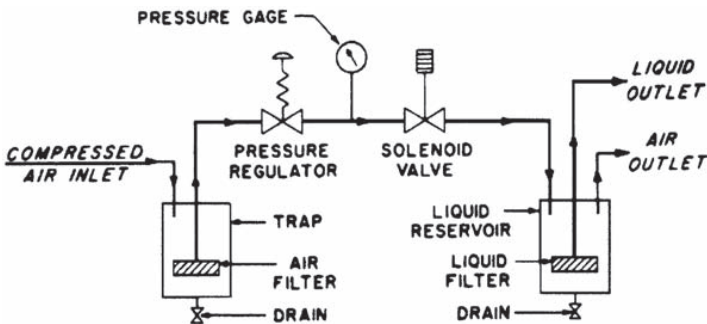 PRESSURE GAGE
LIQUID
OUTLET
COMPRESSED
AIR INLET
PRESSURE
REGULATOR
SOLENOID
VALVE
AIR
OUTLET
TRAP
LIQUID
RESERVOIR
AIR
FILTER
LIQUID
FILTER
DRAIN
DRAIN